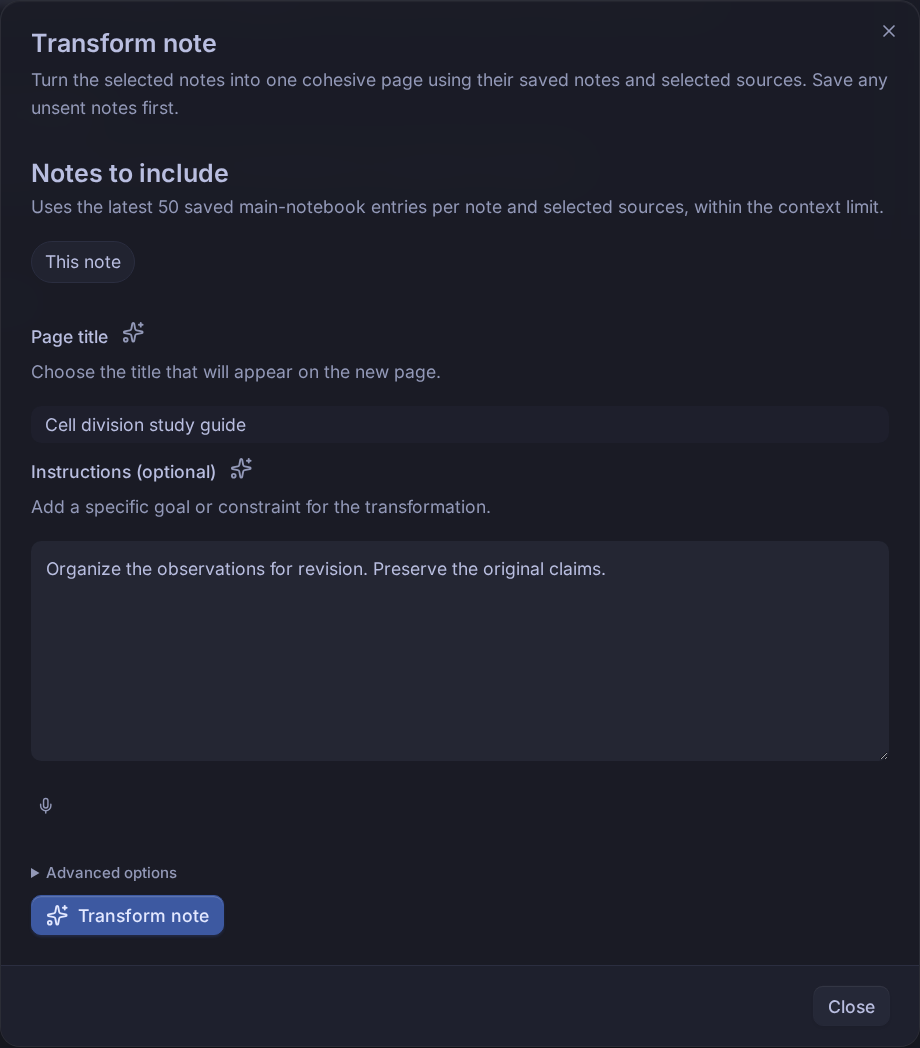 Transform note
Turn the selected notes into one cohesive page using their saved notes and selected sources. Save any
unsent notes first.
Notes to include
Uses the latest 50 saved main-notebook entries per note and selected sources, within the context limit.
This note
Page title
Choose the title that will appear on the new page.
Cell division study guide
Instructions (optional)
Add a specific goal or constraint for the transformation.
Organize the observations for revision. Preserve the original claims.
Advanced options
Transform note
Close